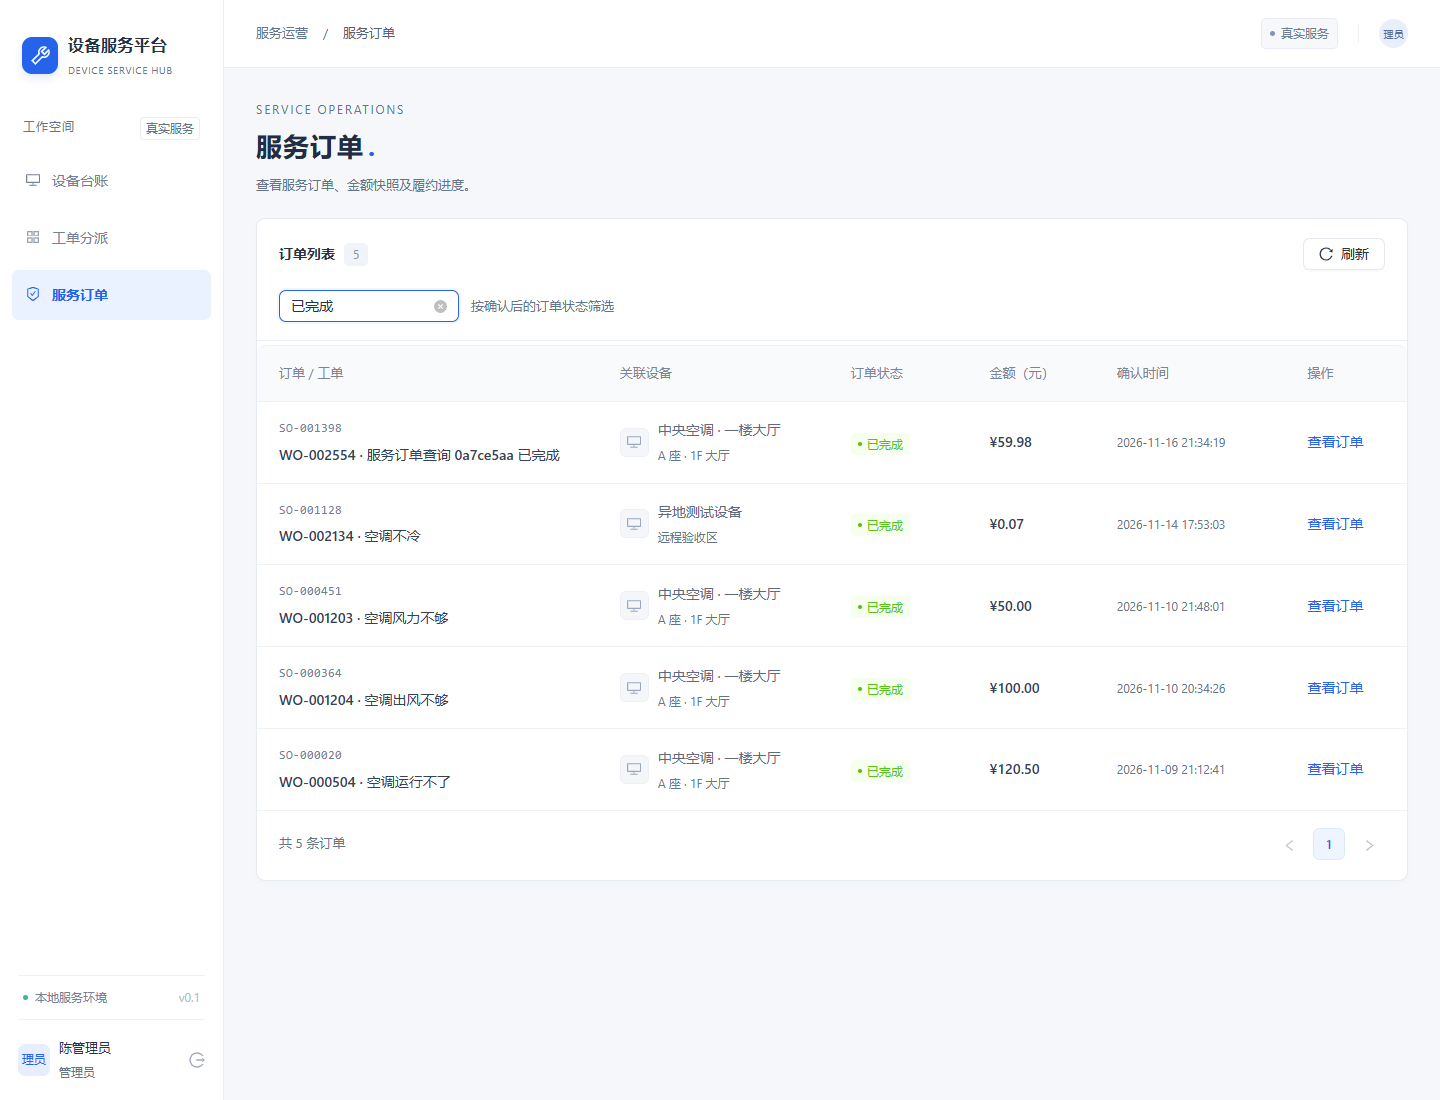 设备服务平台
DEVICE SERVICE HUB
工作空间 真实服务
设备台账
工单分派
服务订单
本地服务环境 v0.1
理员 陈管理员
管理员
服务运营 / 服务订单
真实服务 理员
SERVICE OPERATIONS
服务订单.
查看服务订单、金额快照及履约进度。
订单列表 5 刷新
已完成 按确认后的订单状态筛选
订单 / 工单 关联设备 订单状态 金额（元） 确认时间 操作
SO-001398
WO-002554 · 服务订单查询 0a7ce5aa 已完成
中央空调 · 一楼大厅
A 座 · 1F 大厅
已完成 ¥59.98 2026-11-16 21:34:19 查看订单
SO-001128
WO-002134 · 空调不冷
异地测试设备
远程验收区
已完成 ¥0.07 2026-11-14 17:53:03 查看订单
SO-000451
WO-001203 · 空调风力不够
中央空调 · 一楼大厅
A 座 · 1F 大厅
已完成 ¥50.00 2026-11-10 21:48:01 查看订单
SO-000364
WO-001204 · 空调出风不够
中央空调 · 一楼大厅
A 座 · 1F 大厅
已完成 ¥100.00 2026-11-10 20:34:26 查看订单
SO-000020
WO-000504 · 空调运行不了
中央空调 · 一楼大厅
A 座 · 1F 大厅
已完成 ¥120.50 2026-11-09 21:12:41 查看订单
共 5 条订单 1